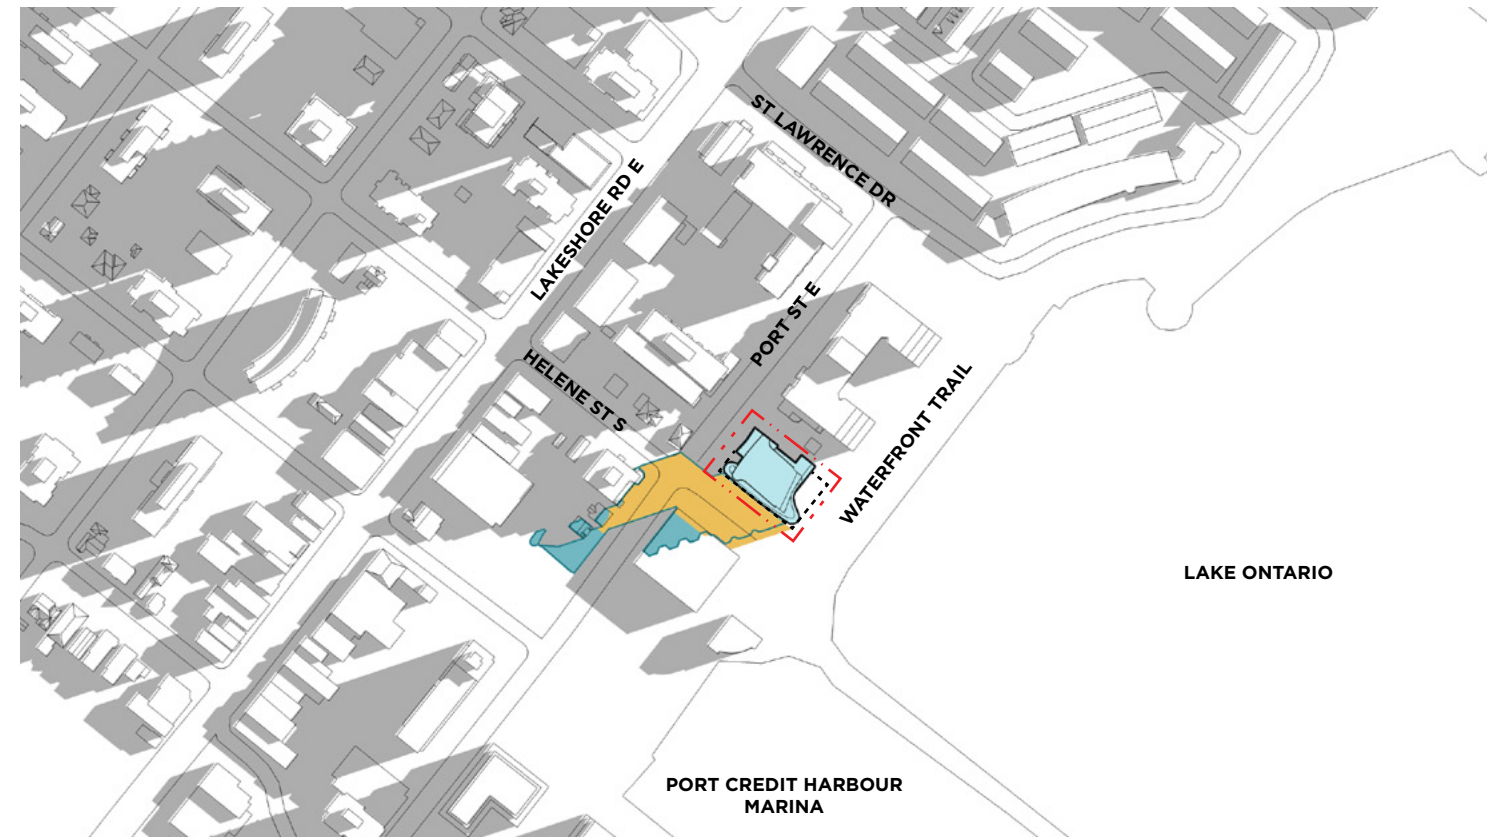 ST LAWRENCE DR
LAKESHORE RD E
PORT ST E
HELENE ST S
WATERFRONT TRAIL
LAKE ONTARIO
PORT CREDIT HARBOUR
MARINA